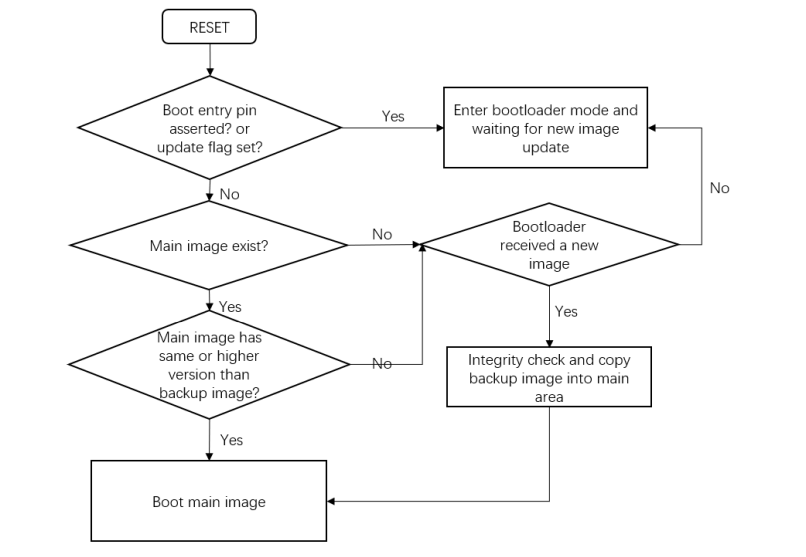 RESET
Boot entry pin
asserted? or
update flag set?
Yes
Enter bootloader mode and
waiting for new image
update
No
No
Main image exist?
No
Bootloader
received a new
image
Yes
Yes
Main image has
same or higher
version than
backup image?
No
Integrity check and copy
backup image into main
area
Yes
Boot main image